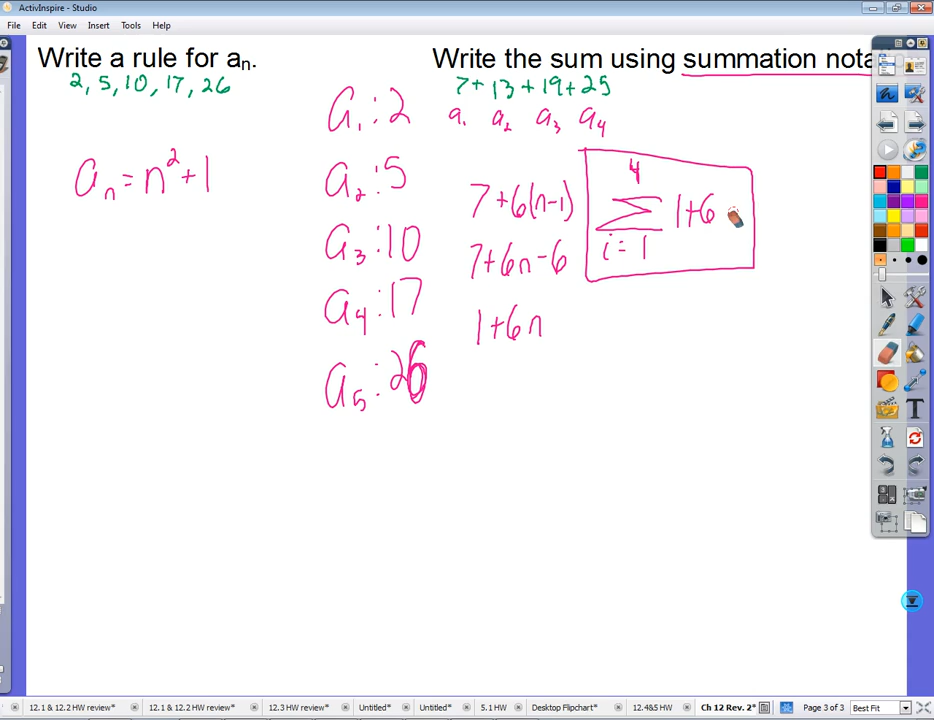 ActivInspire - Studio
File Edit View Insert Tools Help
Write a rule for aₙ.
2, 5, 10, 17, 26
aₙ = n² + 1
a₁ : 2
a₂ : 5
a₃ : 10
a₄ : 17
a₅ : 26
Write the sum using summation nota
7 + 13 + 19 + 25
a₁ a₂ a₃ a₄
7 + 6(n-1)
7 + 6n - 6
1 + 6n
4
Σ 1 + 6
i = 1
T
12.1 & 12.2 HW review* 12.1 & 12.2 HW review* 12.3 HW review* Untitled* Untitled* 5.1 HW Desktop Flipchart* 12.4&5 HW Ch 12 Rev. 2* Page 3 of 3 Best Fit